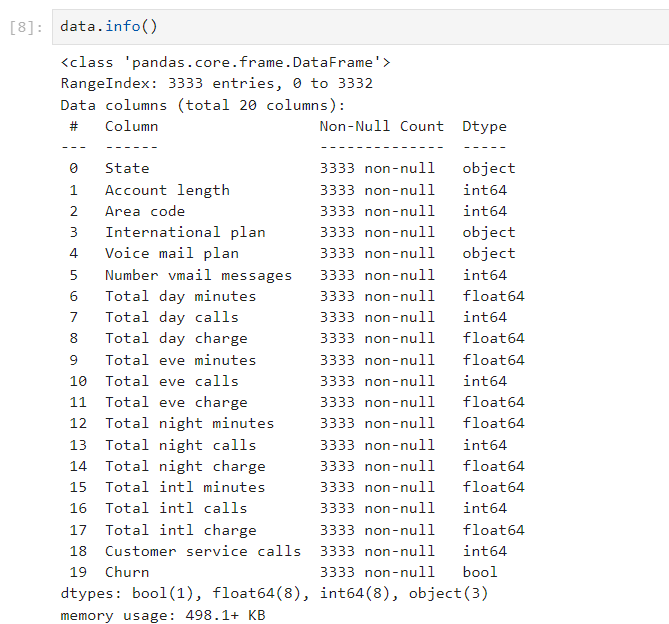 [8]: data.info()
<class 'pandas.core.frame.DataFrame'>
RangeIndex: 3333 entries, 0 to 3332
Data columns (total 20 columns):
 #   Column                  Non-Null Count  Dtype
---  ------                  --------------  -----
 0   State                   3333 non-null   object
 1   Account length          3333 non-null   int64
 2   Area code               3333 non-null   int64
 3   International plan      3333 non-null   object
 4   Voice mail plan         3333 non-null   object
 5   Number vmail messages   3333 non-null   int64
 6   Total day minutes       3333 non-null   float64
 7   Total day calls         3333 non-null   int64
 8   Total day charge        3333 non-null   float64
 9   Total eve minutes       3333 non-null   float64
 10  Total eve calls         3333 non-null   int64
 11  Total eve charge        3333 non-null   float64
 12  Total night minutes     3333 non-null   float64
 13  Total night calls       3333 non-null   int64
 14  Total night charge      3333 non-null   float64
 15  Total intl minutes      3333 non-null   float64
 16  Total intl calls        3333 non-null   int64
 17  Total intl charge       3333 non-null   float64
 18  Customer service calls  3333 non-null   int64
 19  Churn                   3333 non-null   bool
dtypes: bool(1), float64(8), int64(8), object(3)
memory usage: 498.1+ KB